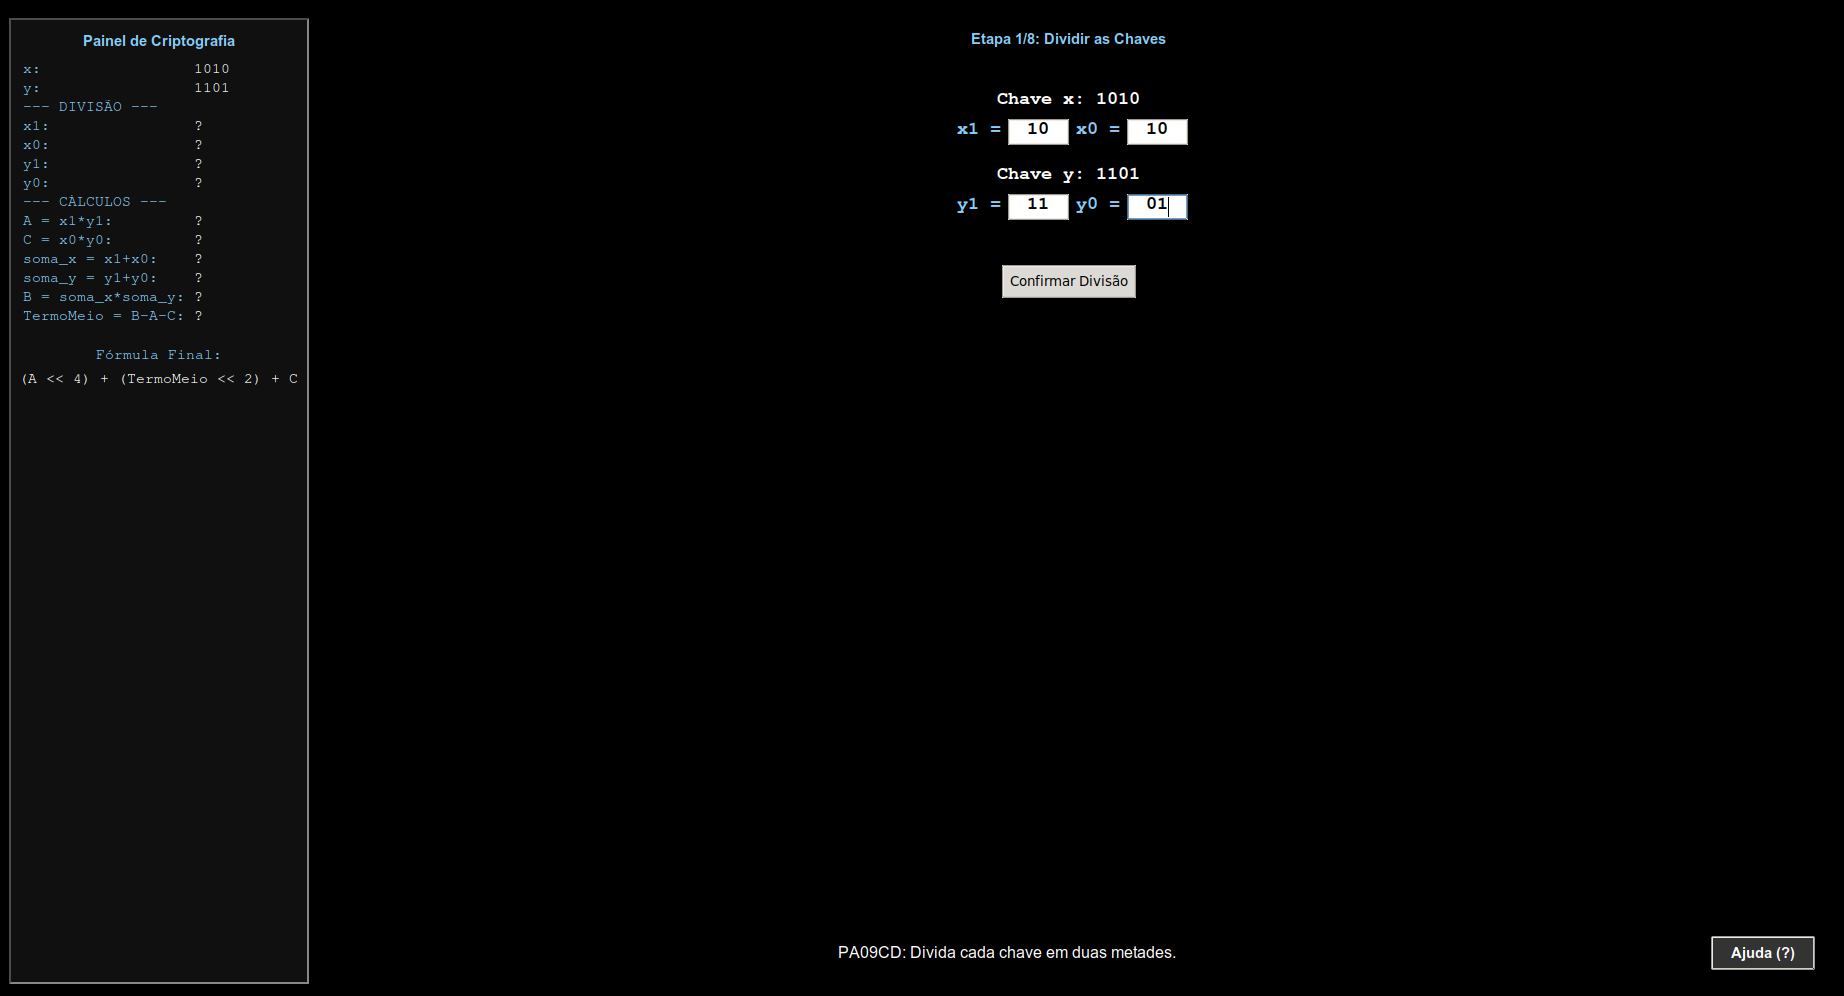 Painel de Criptografia
x: 1010
y: 1101
--- DIVISÃO ---
x1: ?
x0: ?
y1: ?
y0: ?
--- CÁLCULOS ---
A = x1*y1: ?
C = x0*y0: ?
soma_x = x1+x0: ?
soma_y = y1+y0: ?
B = soma_x*soma_y: ?
TermoMeio = B-A-C: ?
Fórmula Final:
(A << 4) + (TermoMeio << 2) + C
Etapa 1/8: Dividir as Chaves
Chave x: 1010
x1 = 10 x0 = 10
Chave y: 1101
y1 = 11 y0 = 01
Confirmar Divisão
PA09CD: Divida cada chave em duas metades.
Ajuda (?)